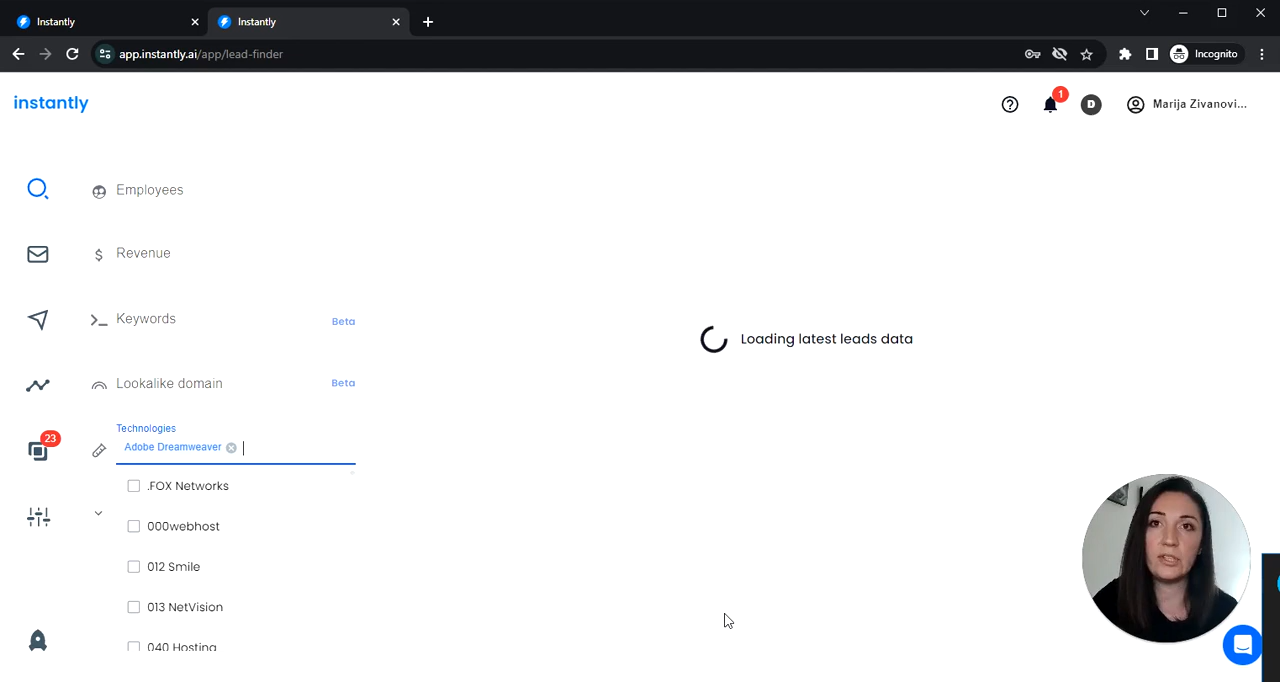 Instantly
Instantly
app.instantly.ai/app/lead-finder
Incognito
instantly
1
D
Marija Zivanovi...
Employees
$ Revenue
Keywords
Beta
Loading latest leads data
Lookalike domain
Beta
Technologies
23
Adobe Dreamweaver
.FOX Networks
000webhost
012 Smile
013 NetVision
040 Hosting